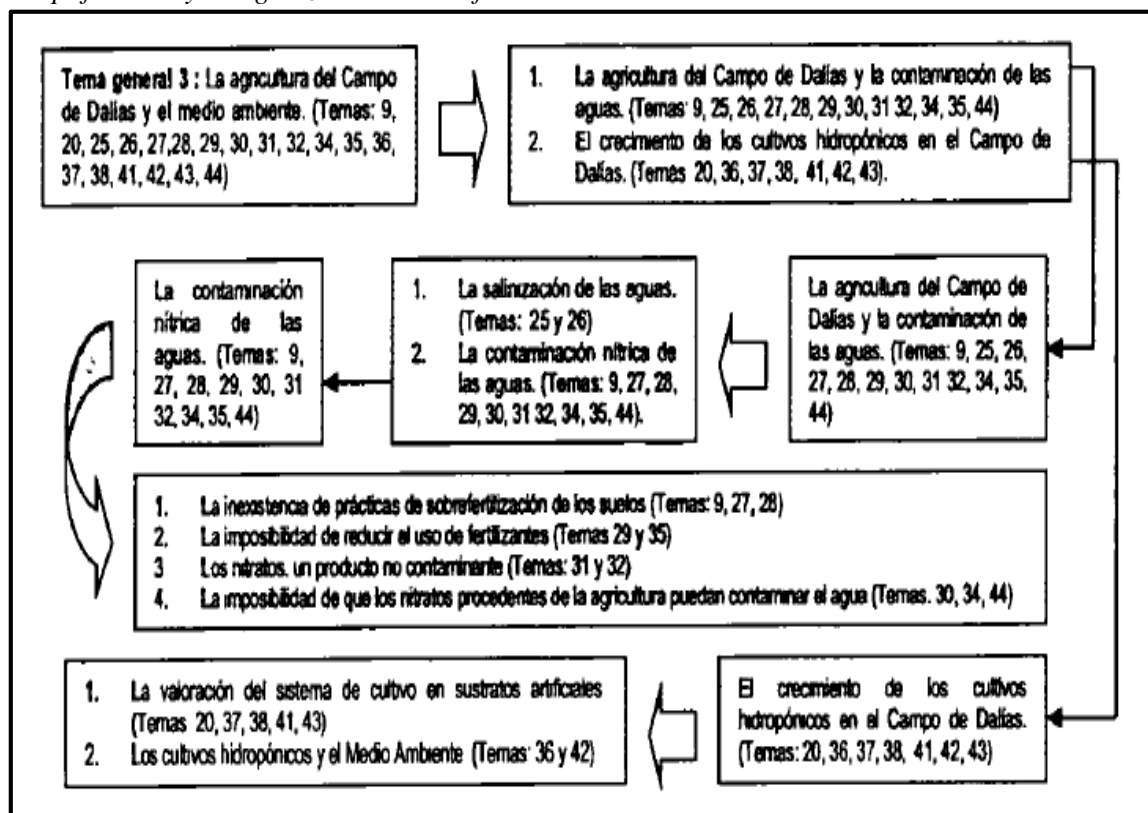 Tema general 3 : La agricultura del Campo
de Dalías y el medio ambiente. (Temas: 9,
20, 25, 26, 27,28, 29, 30, 31, 32, 34, 35, 36,
37, 38, 41, 42, 43, 44)
1. La agricultura del Campo de Dalías y la contaminación de las
aguas. (Temas: 9, 25, 26, 27, 28, 29, 30, 31 32, 34, 35, 44)
2. El crecimiento de los cultivos hidropónicos en el Campo de
Dalías. (Temas 20, 36, 37, 38, 41, 42, 43).
La contaminación
nítrica de las
aguas. (Temas: 9,
27, 28, 29, 30, 31
32, 34, 35, 44)
1. La salinización de las aguas.
(Temas: 25 y 26)
2. La contaminación nítrica de
las aguas. (Temas: 9, 27, 28,
29, 30, 31 32, 34, 35, 44).
La agricultura del Campo de
Dalías y la contaminación de
las aguas. (Temas: 9, 25, 26,
27, 28, 29, 30, 31 32, 34, 35,
44)
1. La inexistencia de prácticas de sobrefertilización de los suelos (Temas: 9, 27, 28)
2. La imposibilidad de reducir el uso de fertilizantes (Temas 29 y 35)
3 Los nitratos. un producto no contaminante (Temas: 31 y 32)
4. La imposibilidad de que los nitratos procedentes de la agricultura puedan contaminar el agua (Temas. 30, 34, 44)
1. La valoración del sistema de cultivo en sustratos artificiales
(Temas 20, 37, 38, 41, 43)
2. Los cultivos hidropónicos y el Medio Ambiente (Temas: 36 y 42)
El crecimiento de los cultivos
hidropónicos en el Campo de Dalías.
(Temas: 20, 36, 37, 38, 41, 42, 43)